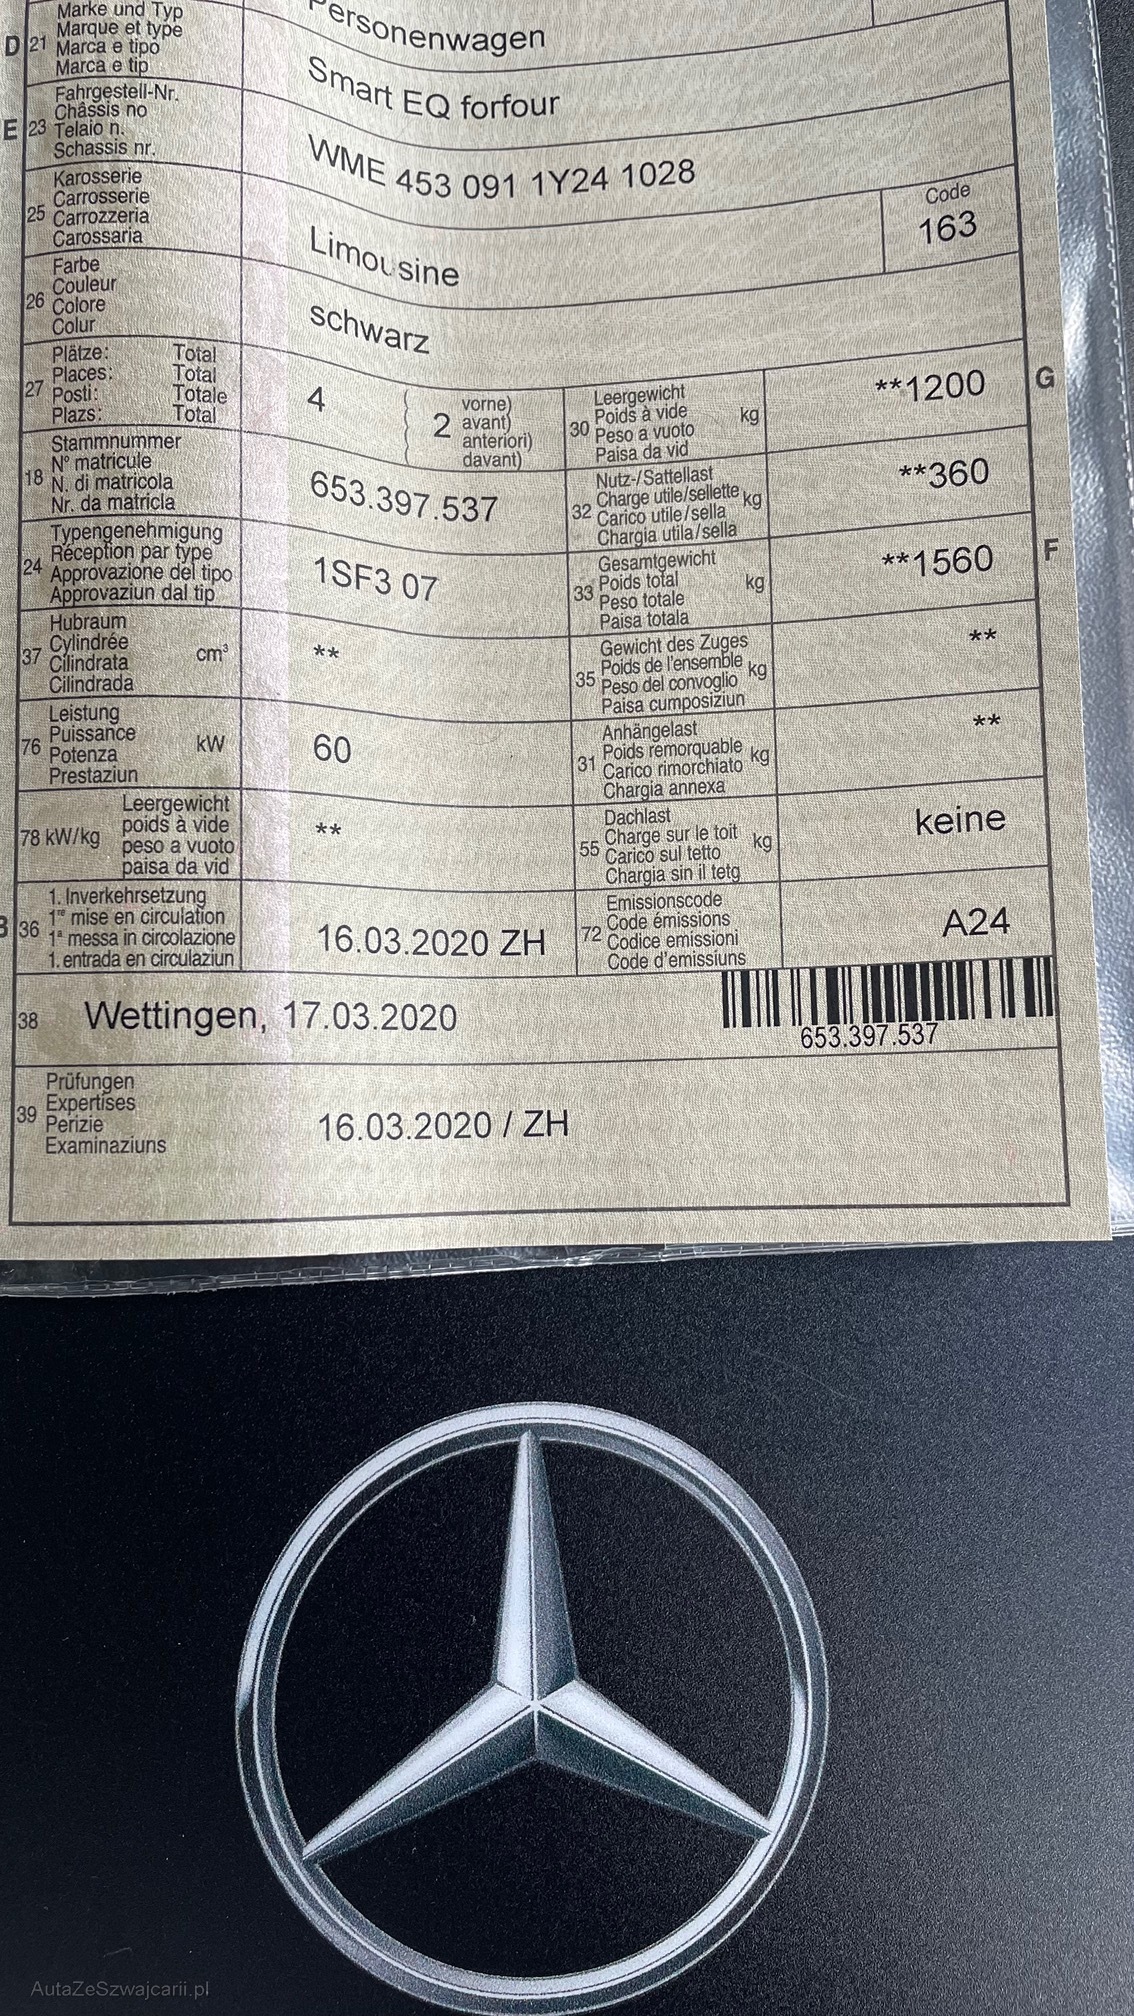 Marke und Typ
Marque et type
D 21 Marca e tipo
Marca e tip
Personenwagen
Smart EQ forfour
Fahrgestell-Nr.
Châssis no
E 23 Telaio n.
Schassis nr.
WME 453 091 1Y24 1028
Karosserie
Carrosserie
25 Carrozzeria
Carossaria
Limousine
Code
163
Farbe
Couleur
26 Colore
Colur
schwarz
Plätze: Total
Places: Total
27 Posti: Totale
Plazs: Total
4
2
vorne)
avant)
anteriori)
davant)
Leergewicht
Poids à vide
30 Peso a vuoto kg
Paisa da vid
**1200
G
Stammnummer
N° matricule
18 N. di matricola
Nr. da matricla
653.397.537
Nutz-/Sattellast
Charge utile/sellette kg
32 Carico utile/sella
Chargia utila/sella
**360
Typengenehmigung
Réception par type
24 Approvazione del tipo
Approvaziun dal tip
1SF3 07
Gesamtgewicht
Poids total kg
33 Peso totale
Paisa totala
**1560
F
Hubraum
Cylindrée
37 Cilindrata cm³
Cilindrada
**
Gewicht des Zuges
Poids de l'ensemble kg
35 Peso del convoglio
Paisa cumposiziun
**
Leistung
Puissance
76 Potenza kW
Prestaziun
60
Anhängelast
Poids remorquable kg
31 Carico rimorchiato
Chargia annexa
**
Leergewicht
poids à vide
78 kW/kg peso a vuoto
paisa da vid
**
Dachlast
Charge sur le toit kg
55 Carico sul tetto
Chargia sin il tetg
keine
1. Inverkehrsetzung
1re mise en circulation
B 36 1a messa in circolazione
1. entrada en circulaziun
16.03.2020 ZH
Emissionscode
Code émissions
72 Codice emissioni
Code d'emissiuns
A24
38 Wettingen, 17.03.2020
653.397.537
Prüfungen
Expertises
39 Perizie
Examinaziuns
16.03.2020 / ZH
AutaZeSzwajcarii.pl